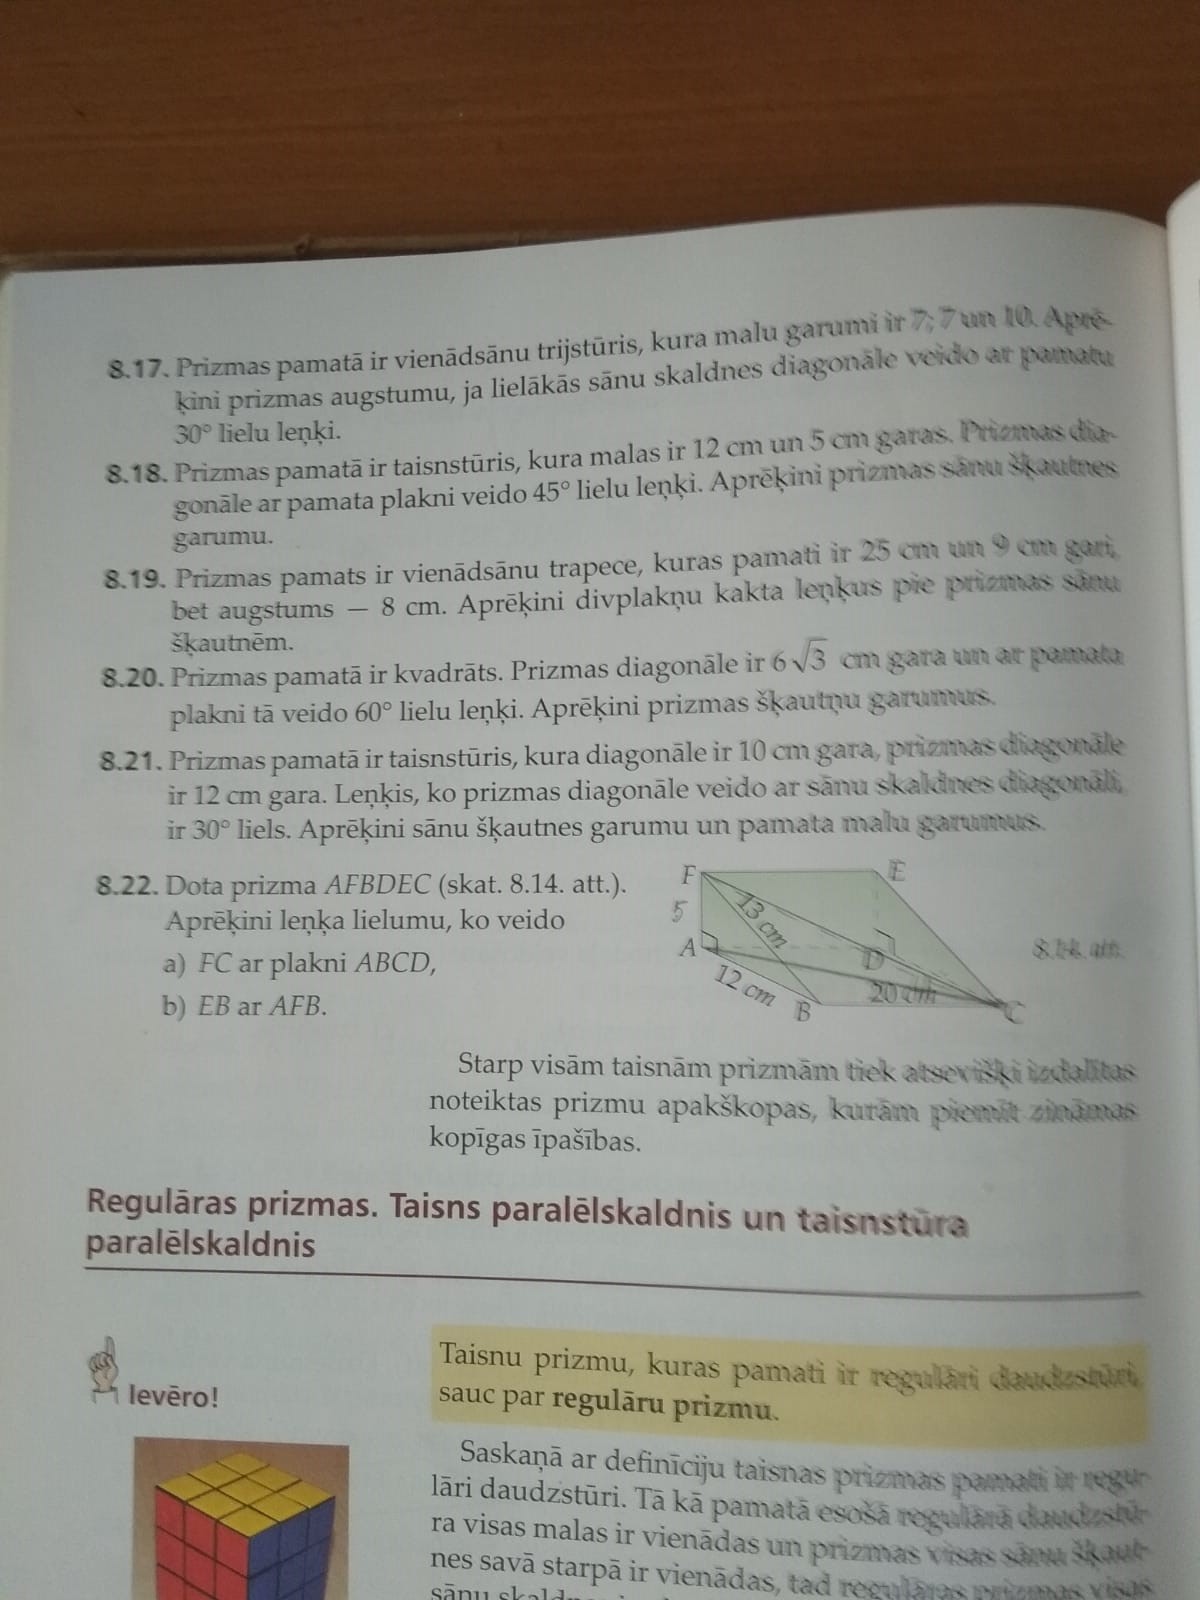 8.17. Prizmas pamatā ir vienādsānu trijstūris, kura malu garumi ir 7; 7 un 10. Aprē-
ķini prizmas augstumu, ja lielākās sānu skaldnes diagonāle veido ar pamatu
30° lielu leņķi.
8.18. Prizmas pamatā ir taisnstūris, kura malas ir 12 cm un 5 cm garas. Prizmas dia-
gonāle ar pamata plakni veido 45° lielu leņķi. Aprēķini prizmas sānu šķautnes
garumu.
8.19. Prizmas pamats ir vienādsānu trapece, kuras pamati ir 25 cm un 9 cm gari,
bet augstums — 8 cm. Aprēķini divplakņu kakta leņķus pie prizmas sānu
šķautnēm.
8.20. Prizmas pamatā ir kvadrāts. Prizmas diagonāle ir 6√3 cm gara un ar pamata
plakni tā veido 60° lielu leņķi. Aprēķini prizmas šķautņu garumus.
8.21. Prizmas pamatā ir taisnstūris, kura diagonāle ir 10 cm gara, prizmas diagonāle
ir 12 cm gara. Leņķis, ko prizmas diagonāle veido ar sānu skaldnes diagonāli,
ir 30° liels. Aprēķini sānu šķautnes garumu un pamata malu garumus.
8.22. Dota prizma AFBDEC (skat. 8.14. att.).
Aprēķini leņķa lielumu, ko veido
a) FC ar plakni ABCD,
b) EB ar AFB.
F
E
5
13 cm
A
D
8.14. att.
12 cm
20 cm
B
C
Starp visām taisnām prizmām tiek atsevišķi izdalītas
noteiktas prizmu apakškopas, kurām piemīt zināmas
kopīgas īpašības.
Regulāras prizmas. Taisns paralēlskaldnis un taisnstūra
paralēlskaldnis
Ievēro!
Taisnu prizmu, kuras pamati ir regulāri daudzstūri,
sauc par regulāru prizmu.
Saskaņā ar definīciju taisnas prizmas pamati ir regu-
lāri daudzstūri. Tā kā pamatā esošā regulārā daudzstū-
ra visas malas ir vienādas un prizmas visas sānu šķaut-
nes savā starpā ir vienādas, tad regulāras prizmas visas